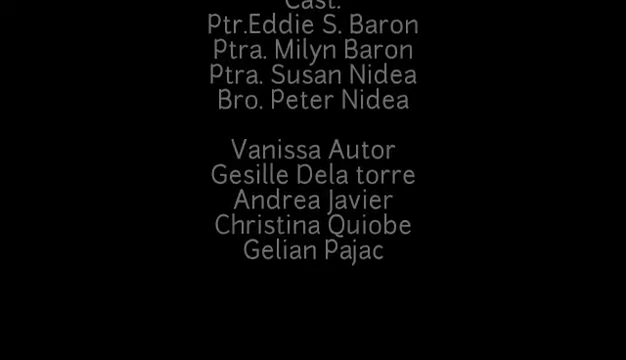 Cast:
Ptr.Eddie S. Baron
Ptra. Milyn Baron
Ptra. Susan Nidea
Bro. Peter Nidea
Vanissa Autor
Gesille Dela torre
Andrea Javier
Christina Quiobe
Gelian Pajac